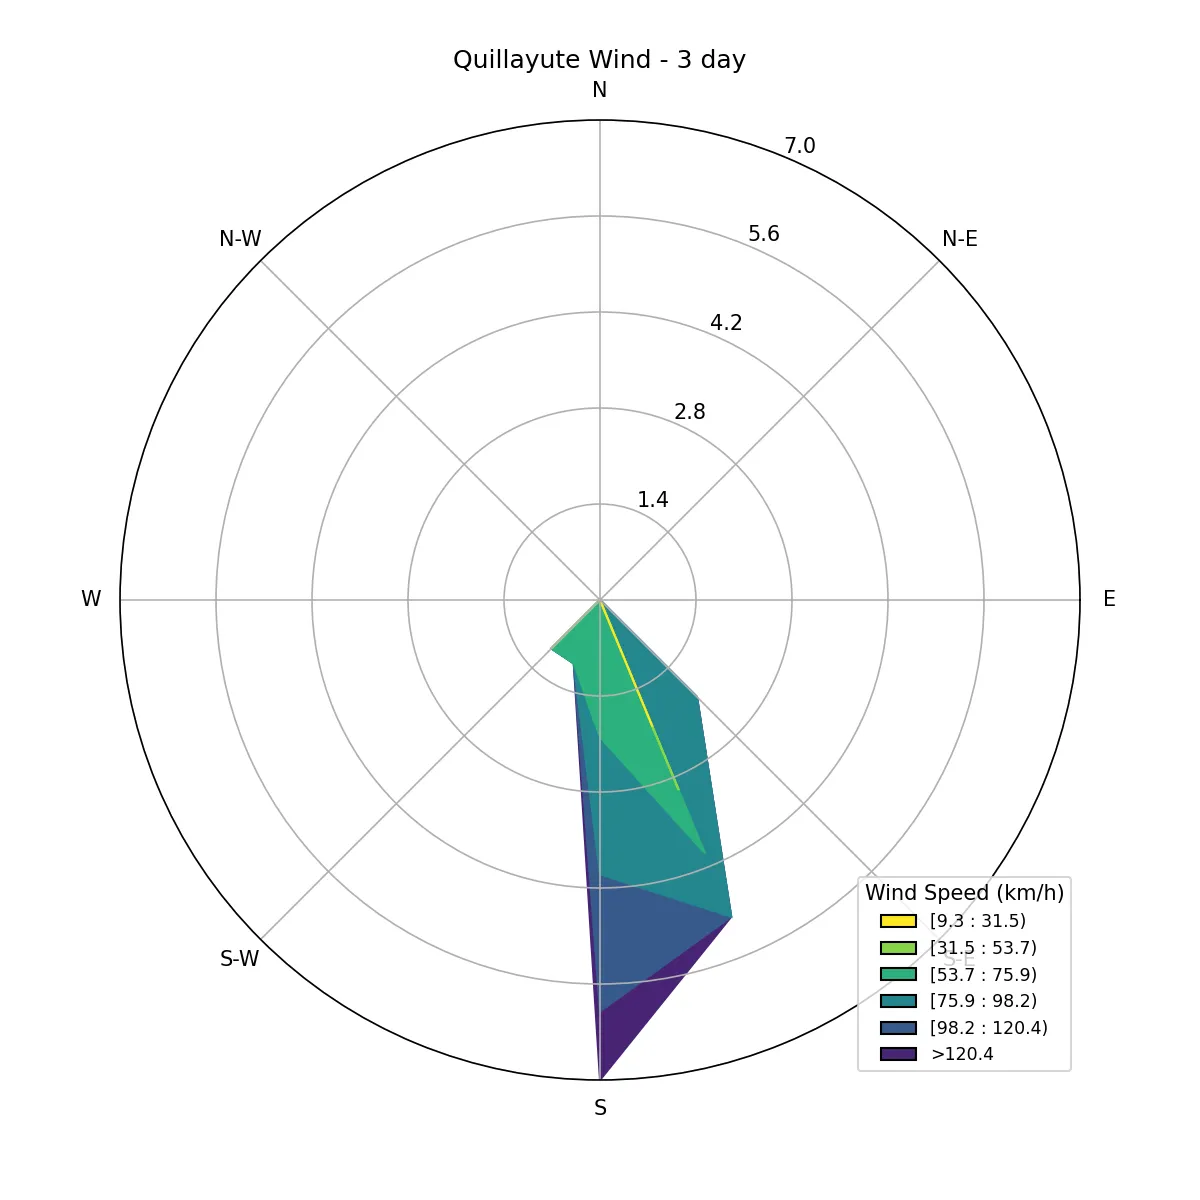 Quillayute Wind - 3 day
N
7.0
N-W
5.6
N-E
4.2
2.8
1.4
W
E
Wind Speed (km/h)
[9.3 : 31.5)
[31.5 : 53.7)
S-W
S-E
[53.7 : 75.9)
[75.9 : 98.2)
[98.2 : 120.4)
>120.4
S